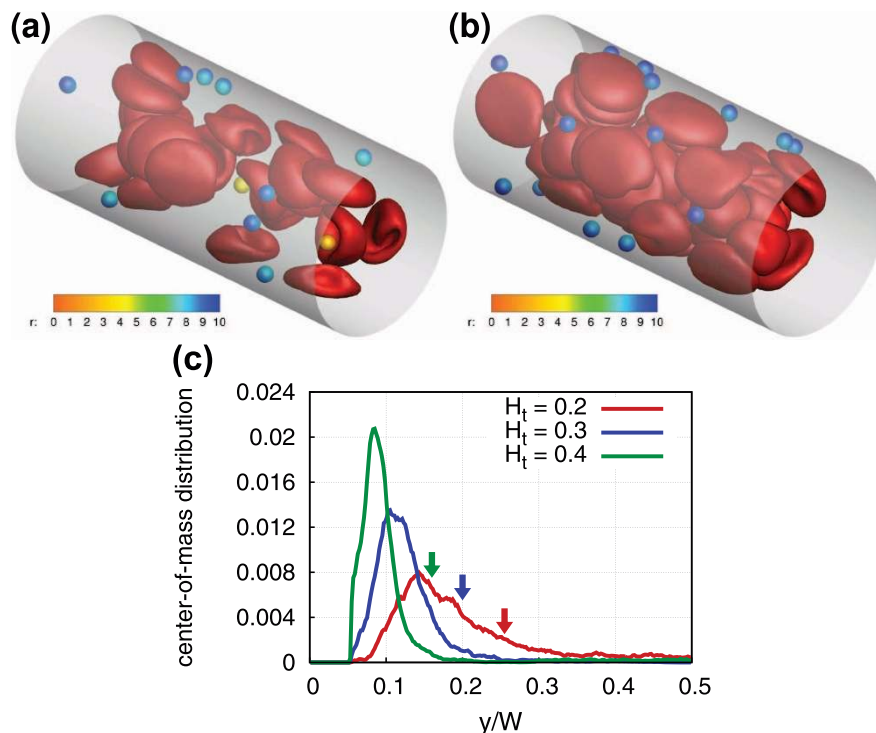 (a)
(b)
r: 0 1 2 3 4 5 6 7 8 9 10
r: 0 1 2 3 4 5 6 7 8 9 10
(c)
center-of-mass distribution
0.024
0.02
0.016
0.012
0.008
0.004
0
Ht = 0.2
Ht = 0.3
Ht = 0.4
0 0.1 0.2 0.3 0.4 0.5
y/W